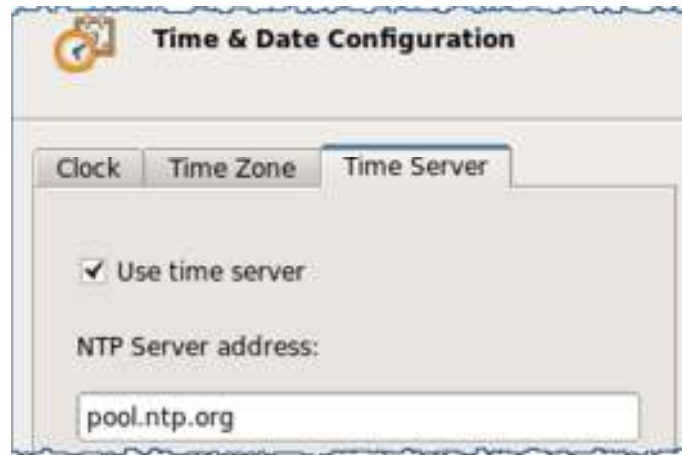 Time & Date Configuration
Clock Time Zone Time Server
Use time server
NTP Server address:
pool.ntp.org